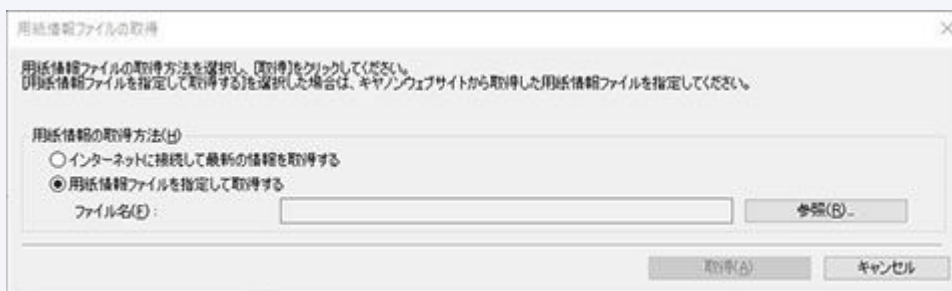 用紙情報ファイルの取得
用紙情報ファイルの取得方法を選択し、[取得]をクリックしてください。
[用紙情報ファイルを指定して取得する]を選択した場合は、キヤノンウェブサイトから取得した用紙情報ファイルを指定してください。
用紙情報の取得方法(H)
インターネットに接続して最新の情報を取得する
用紙情報ファイルを指定して取得する
ファイル名(F):
参照(R)...
取得(A)
キャンセル